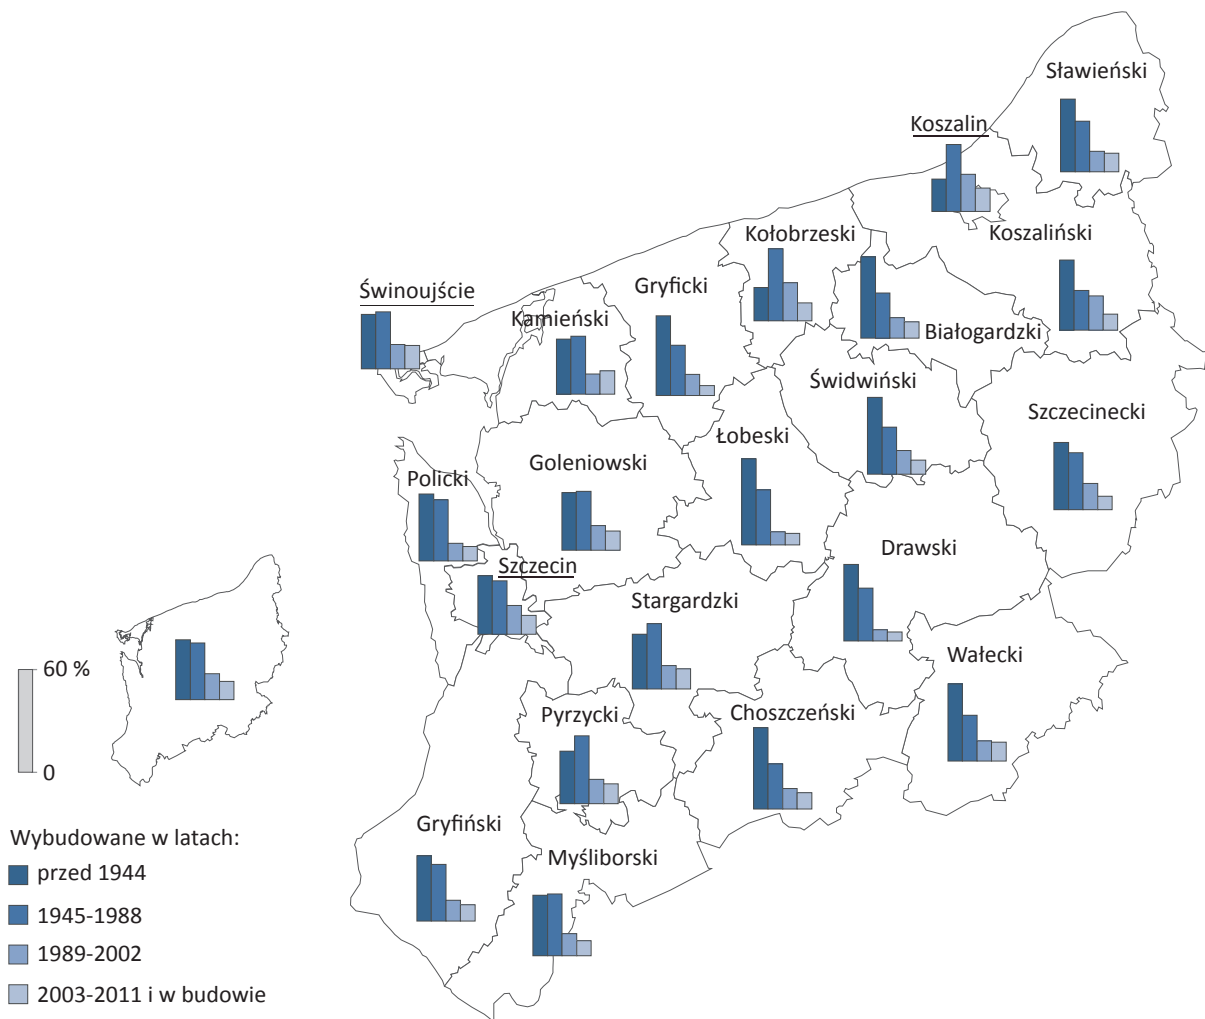 Sławieński
Koszalin
Koszaliński
Kołobrzeski
Białogardzki
Świnoujście
Kamieński
Gryficki
Świdwiński
Szczecinecki
Łobeski
Goleniowski
Policki
Szczecin
Drawski
Stargardzki
Wałecki
Choszczeński
Pyrzycki
Gryfiński
Myśliborski
60 %
0
Wybudowane w latach:
przed 1944
1945-1988
1989-2002
2003-2011 i w budowie